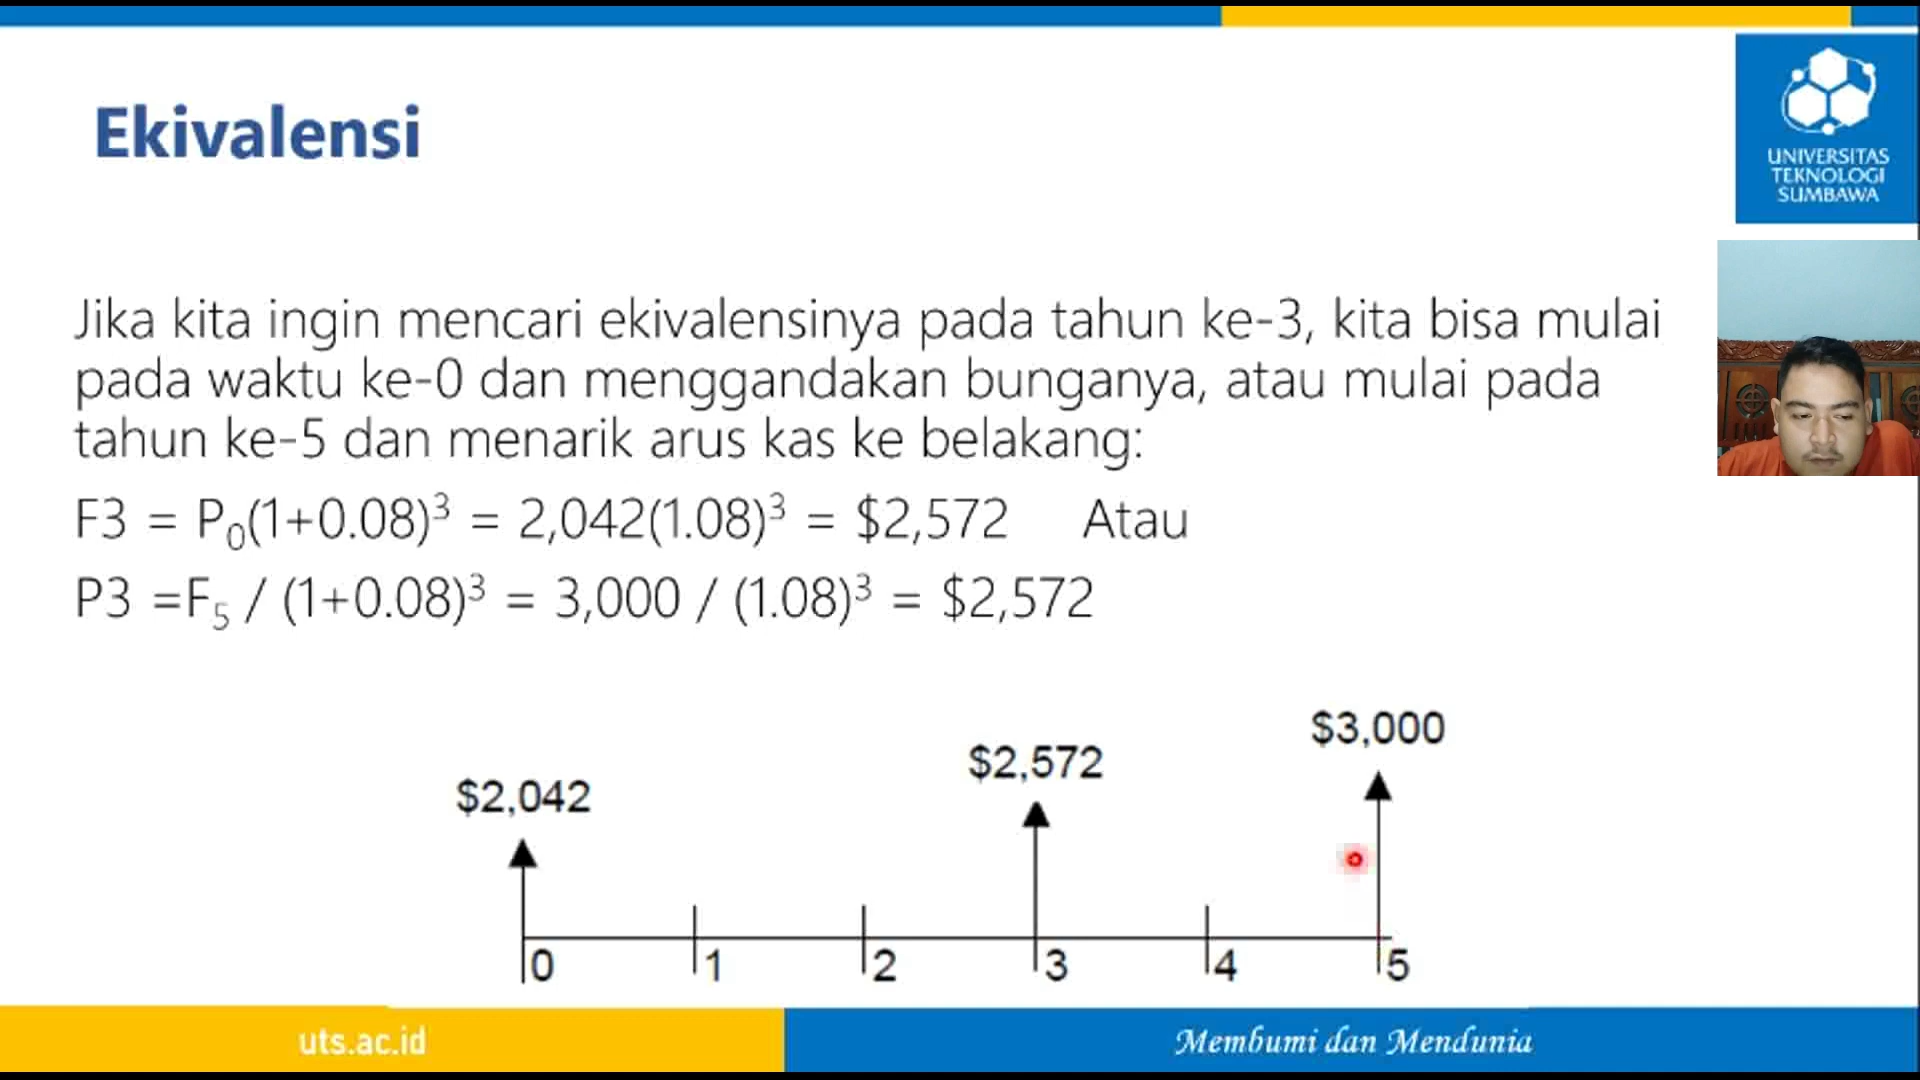 Ekivalensi
UNIVERSITAS
TEKNOLOGI
SUMBAWA
Jika kita ingin mencari ekivalensinya pada tahun ke-3, kita bisa mulai
pada waktu ke-0 dan menggandakan bunganya, atau mulai pada
tahun ke-5 dan menarik arus kas ke belakang:
F3 = P₀(1+0.08)³ = 2,042(1.08)³ = $2,572 Atau
P3 =F₅ / (1+0.08)³ = 3,000 / (1.08)³ = $2,572
$2,042 $2,572 $3,000
0 1 2 3 4 5
uts.ac.id Membumi dan Mendunia